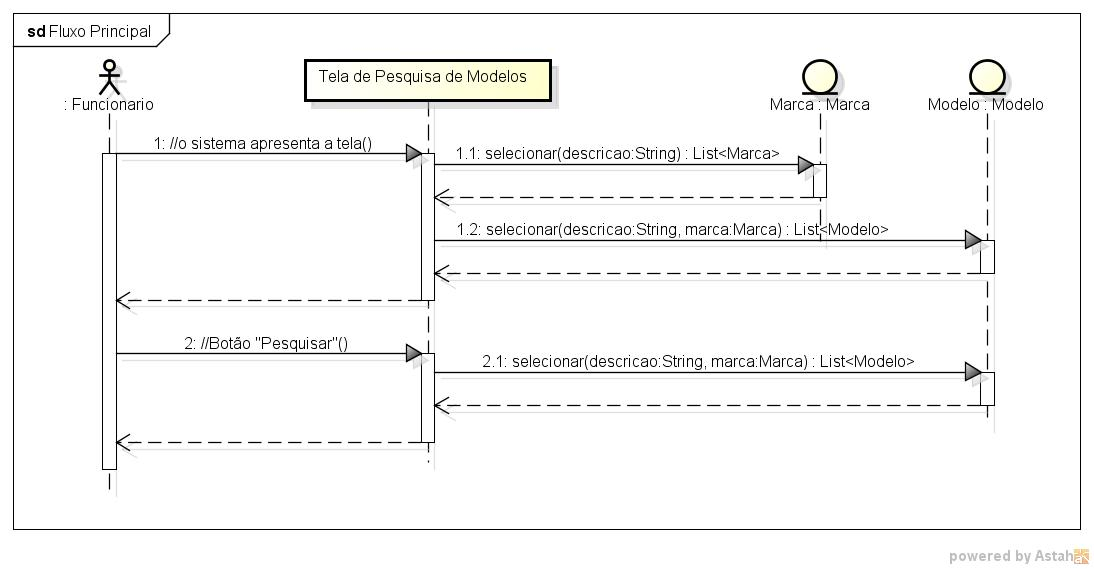 sd Fluxo Principal
Tela de Pesquisa de Modelos
: Funcionario
Marca : Marca
Modelo : Modelo
1: //o sistema apresenta a tela()
1.1: selecionar(descricao:String) : List<Marca>
1.2: selecionar(descricao:String, marca:Marca) : List<Modelo>
2: //Botão "Pesquisar"()
2.1: selecionar(descricao:String, marca:Marca) : List<Modelo>
powered by Astah